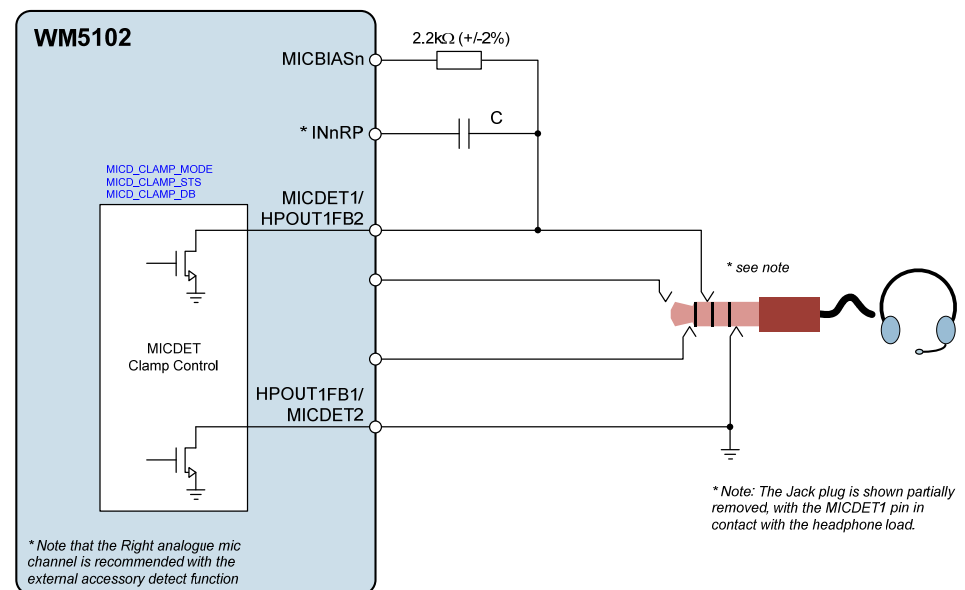 WM5102
2.2kΩ (+/-2%)
MICBIASn
C
* INnRP
MICD_CLAMP_MODE
MICD_CLAMP_STS
MICD_CLAMP_DB
MICDET1/
HPOUT1FB2
* see note
MICDET
Clamp Control
HPOUT1FB1/
MICDET2
* Note: The Jack plug is shown partially
removed, with the MICDET1 pin in
contact with the headphone load.
* Note that the Right analogue mic
channel is recommended with the
external accessory detect function